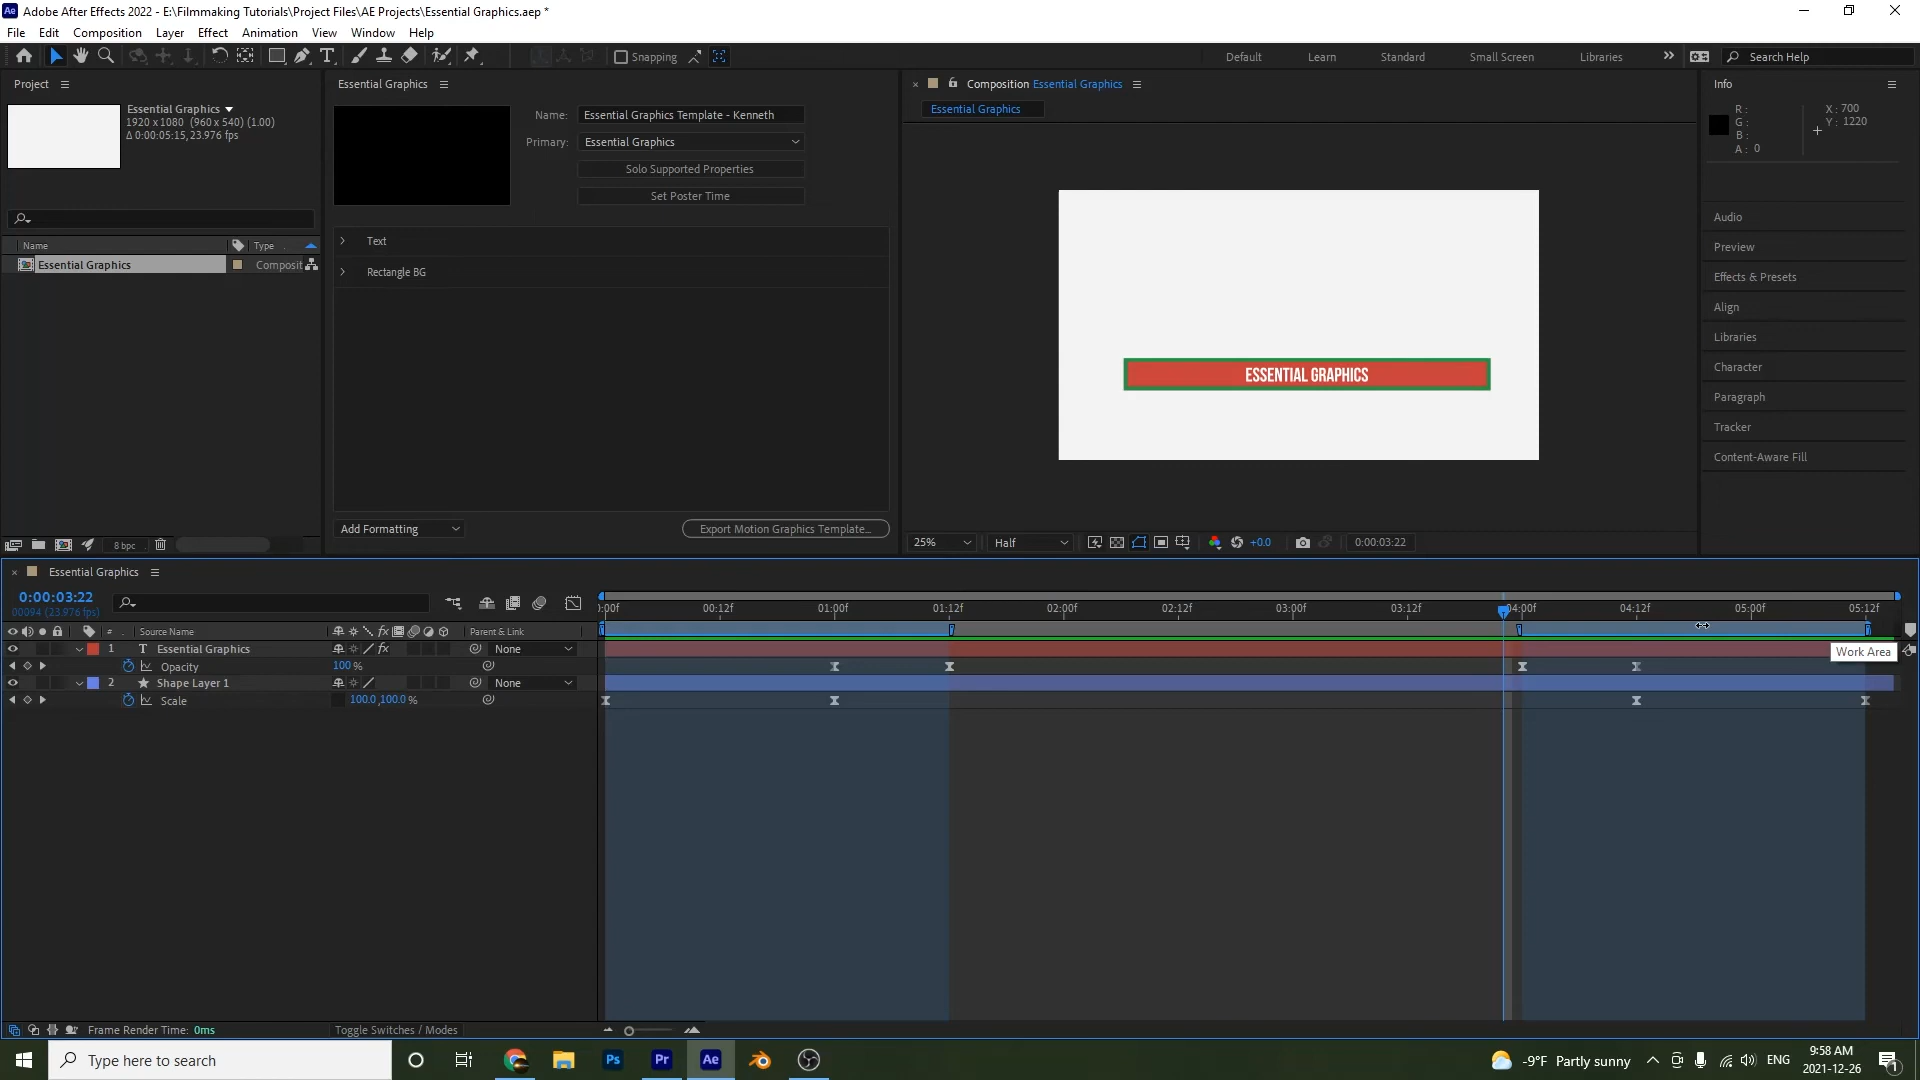 Ae Adobe After Effects 2022 - E:\Filmmaking Tutorials\Project Files\AE Projects\Essential Graphics.aep *
File Edit Composition Layer Effect Animation View Window Help
Snapping Default Learn Standard Small Screen Libraries Search Help
Project
Essential Graphics
1920 x 1080 (960 x 540) (1.00)
Δ 0:00:05:15, 23.976 fps
Name Type
Essential Graphics Composit
8 bpc
Essential Graphics
Name: Essential Graphics Template - Kenneth
Primary: Essential Graphics
Solo Supported Properties
Set Poster Time
Text
Rectangle BG
Add Formatting Export Motion Graphics Template...
Composition Essential Graphics
Essential Graphics
ESSENTIAL GRAPHICS
25% Half +0.0 0:00:03:22
Info
R : X : 700
G : Y : 1220
B :
A : 0
Audio
Preview
Effects & Presets
Align
Libraries
Character
Paragraph
Tracker
Content-Aware Fill
Essential Graphics
0:00:03:22
00094 (23.976 fps)
:00f 00:12f 01:00f 01:12f 02:00f 02:12f 03:00f 03:12f 04:00f 04:12f 05:00f 05:12f
# Source Name Parent & Link
1 T Essential Graphics None
Work Area
Opacity 100 %
2 Shape Layer 1 None
Scale 100.0,100.0 %
Frame Render Time: 0ms Toggle Switches / Modes
Type here to search Ps Pr Ae -9°F Partly sunny ENG 9:58 AM
2021-12-26 1